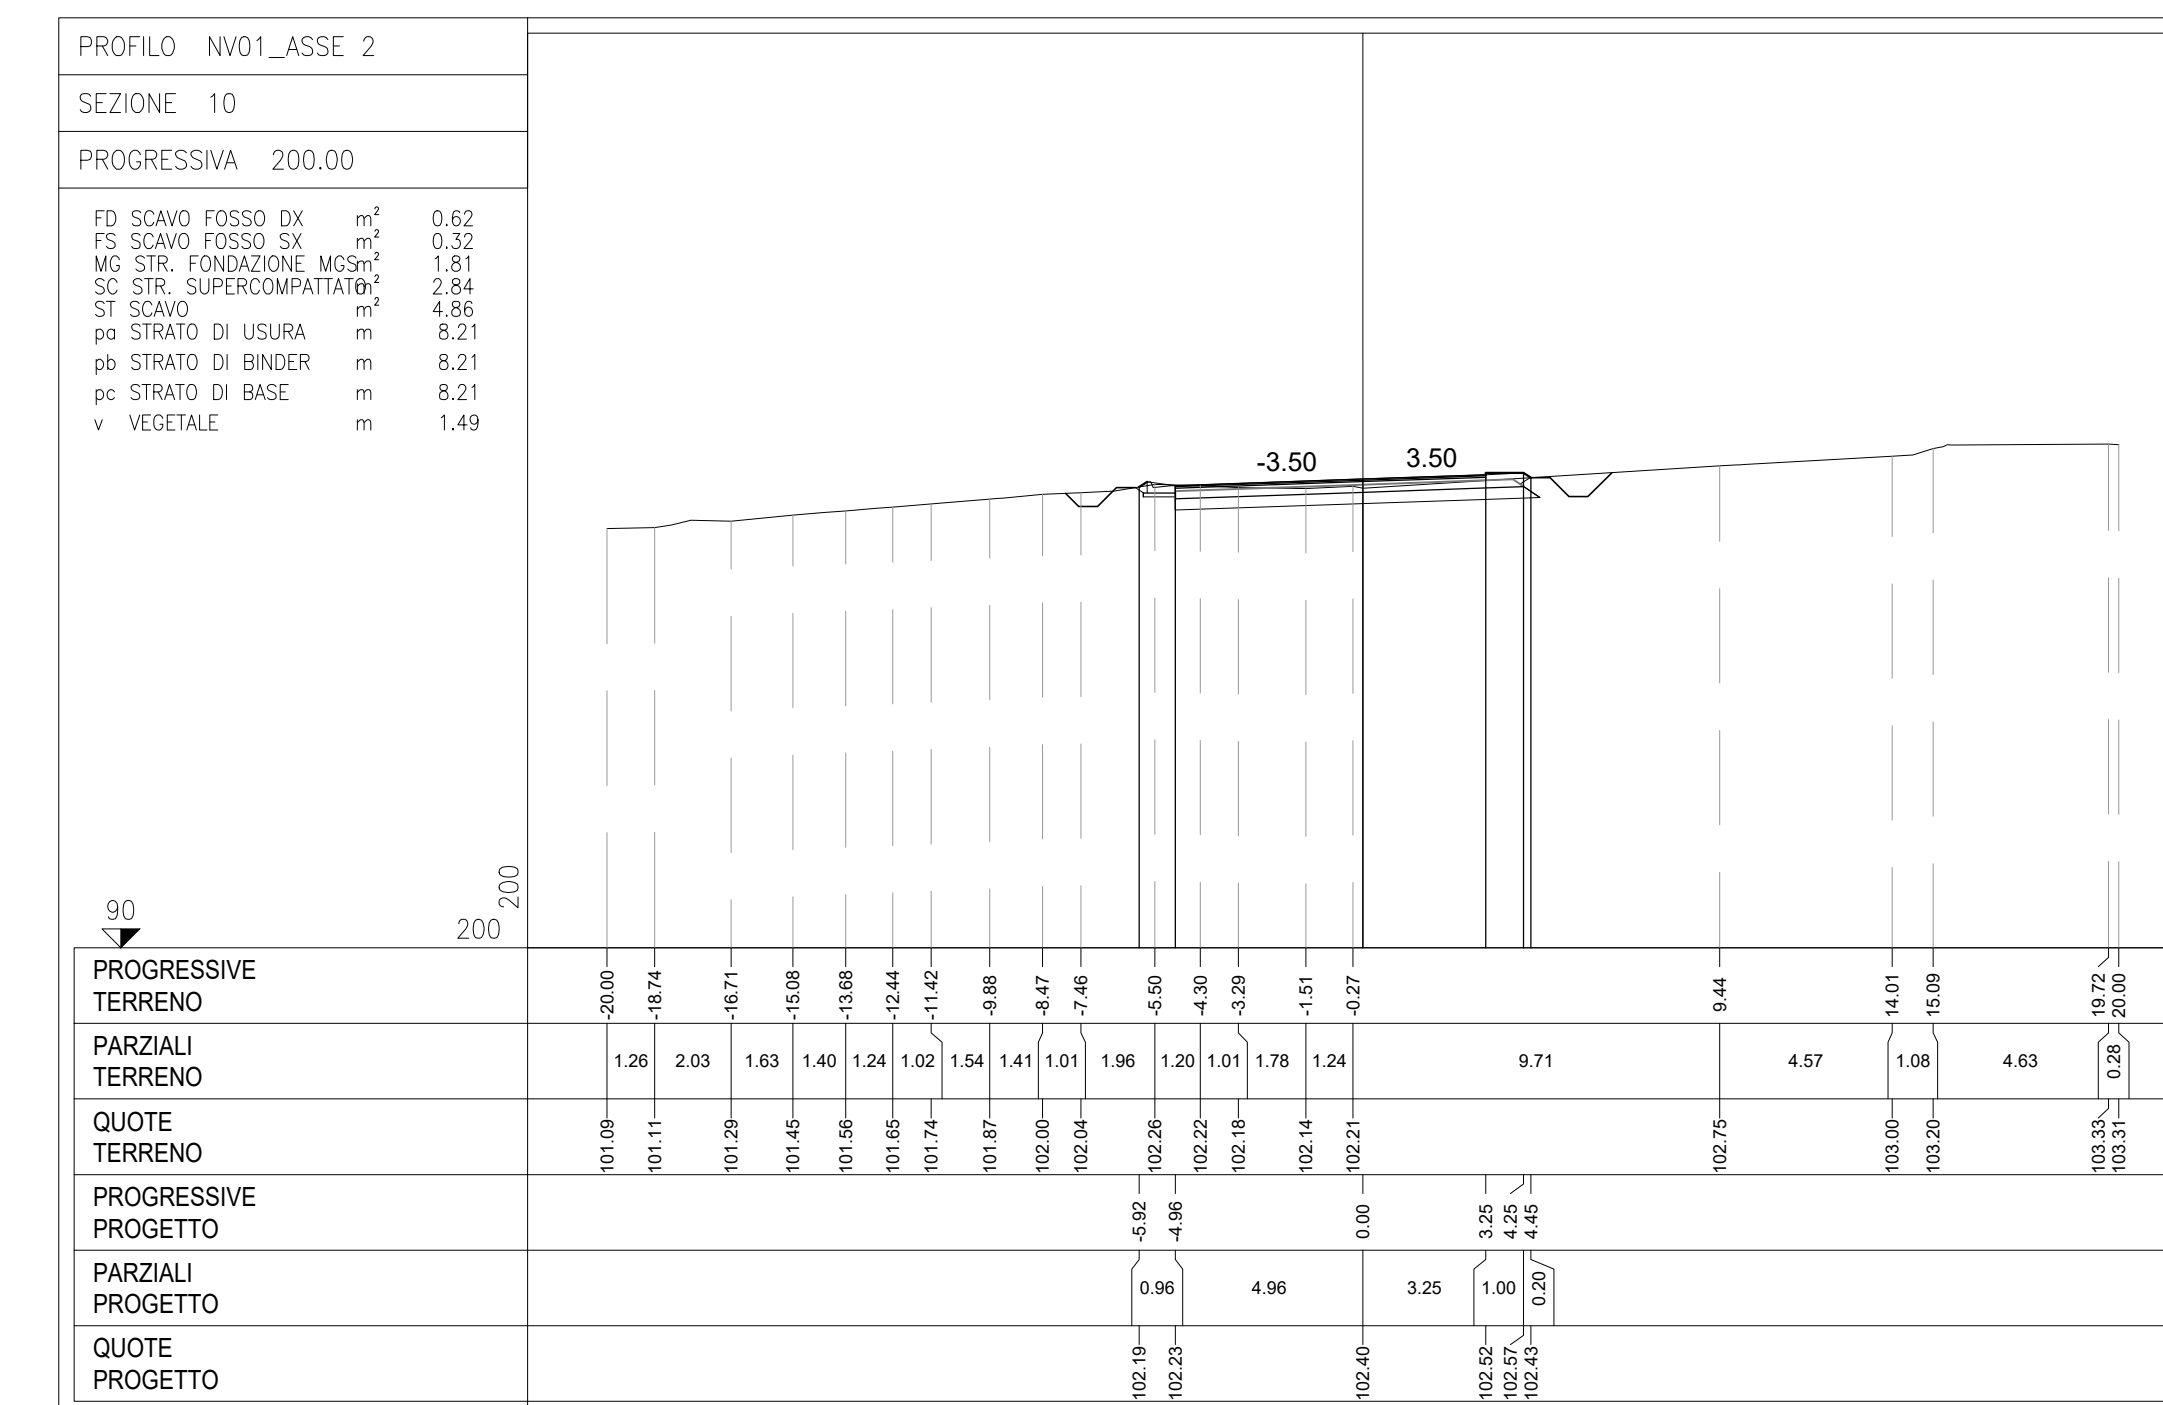 PROFILO NV01_ASSE 2
SEZIONE 10
PROGRESSIVA 200.00
FD SCAVO FOSSO DX m² 0.62
FS SCAVO FOSSO SX m² 0.32
MG STR. FONDAZIONE MGS m² 1.81
SC STR. SUPERCOMPATTATO m² 2.84
ST SCAVO m² 4.86
pa STRATO DI USURA m 8.21
pb STRATO DI BINDER m 8.21
pc STRATO DI BASE m 8.21
v VEGETALE m 1.49
-3.50 3.50
90 200 200
PROGRESSIVE
TERRENO
-20.00 -18.74 -16.71 -15.08 -13.68 -12.44 -11.42 -9.88 -8.47 -7.46 -5.50 -4.30 -3.29 -1.51 -0.27 9.44 14.01 15.09 19.72 20.00
PARZIALI
TERRENO
1.26 2.03 1.63 1.40 1.24 1.02 1.54 1.41 1.01 1.96 1.20 1.01 1.78 1.24 9.71 4.57 1.08 4.63 0.28
QUOTE
TERRENO
101.09 101.11 101.29 101.45 101.56 101.65 101.74 101.87 102.00 102.04 102.26 102.22 102.18 102.14 102.21 102.75 103.00 103.20 103.33 103.31
PROGRESSIVE
PROGETTO
-5.92 -4.96 0.00 3.25 4.25 4.45
PARZIALI
PROGETTO
0.96 4.96 3.25 1.00 0.20
QUOTE
PROGETTO
102.19 102.23 102.40 102.52 102.57 102.43